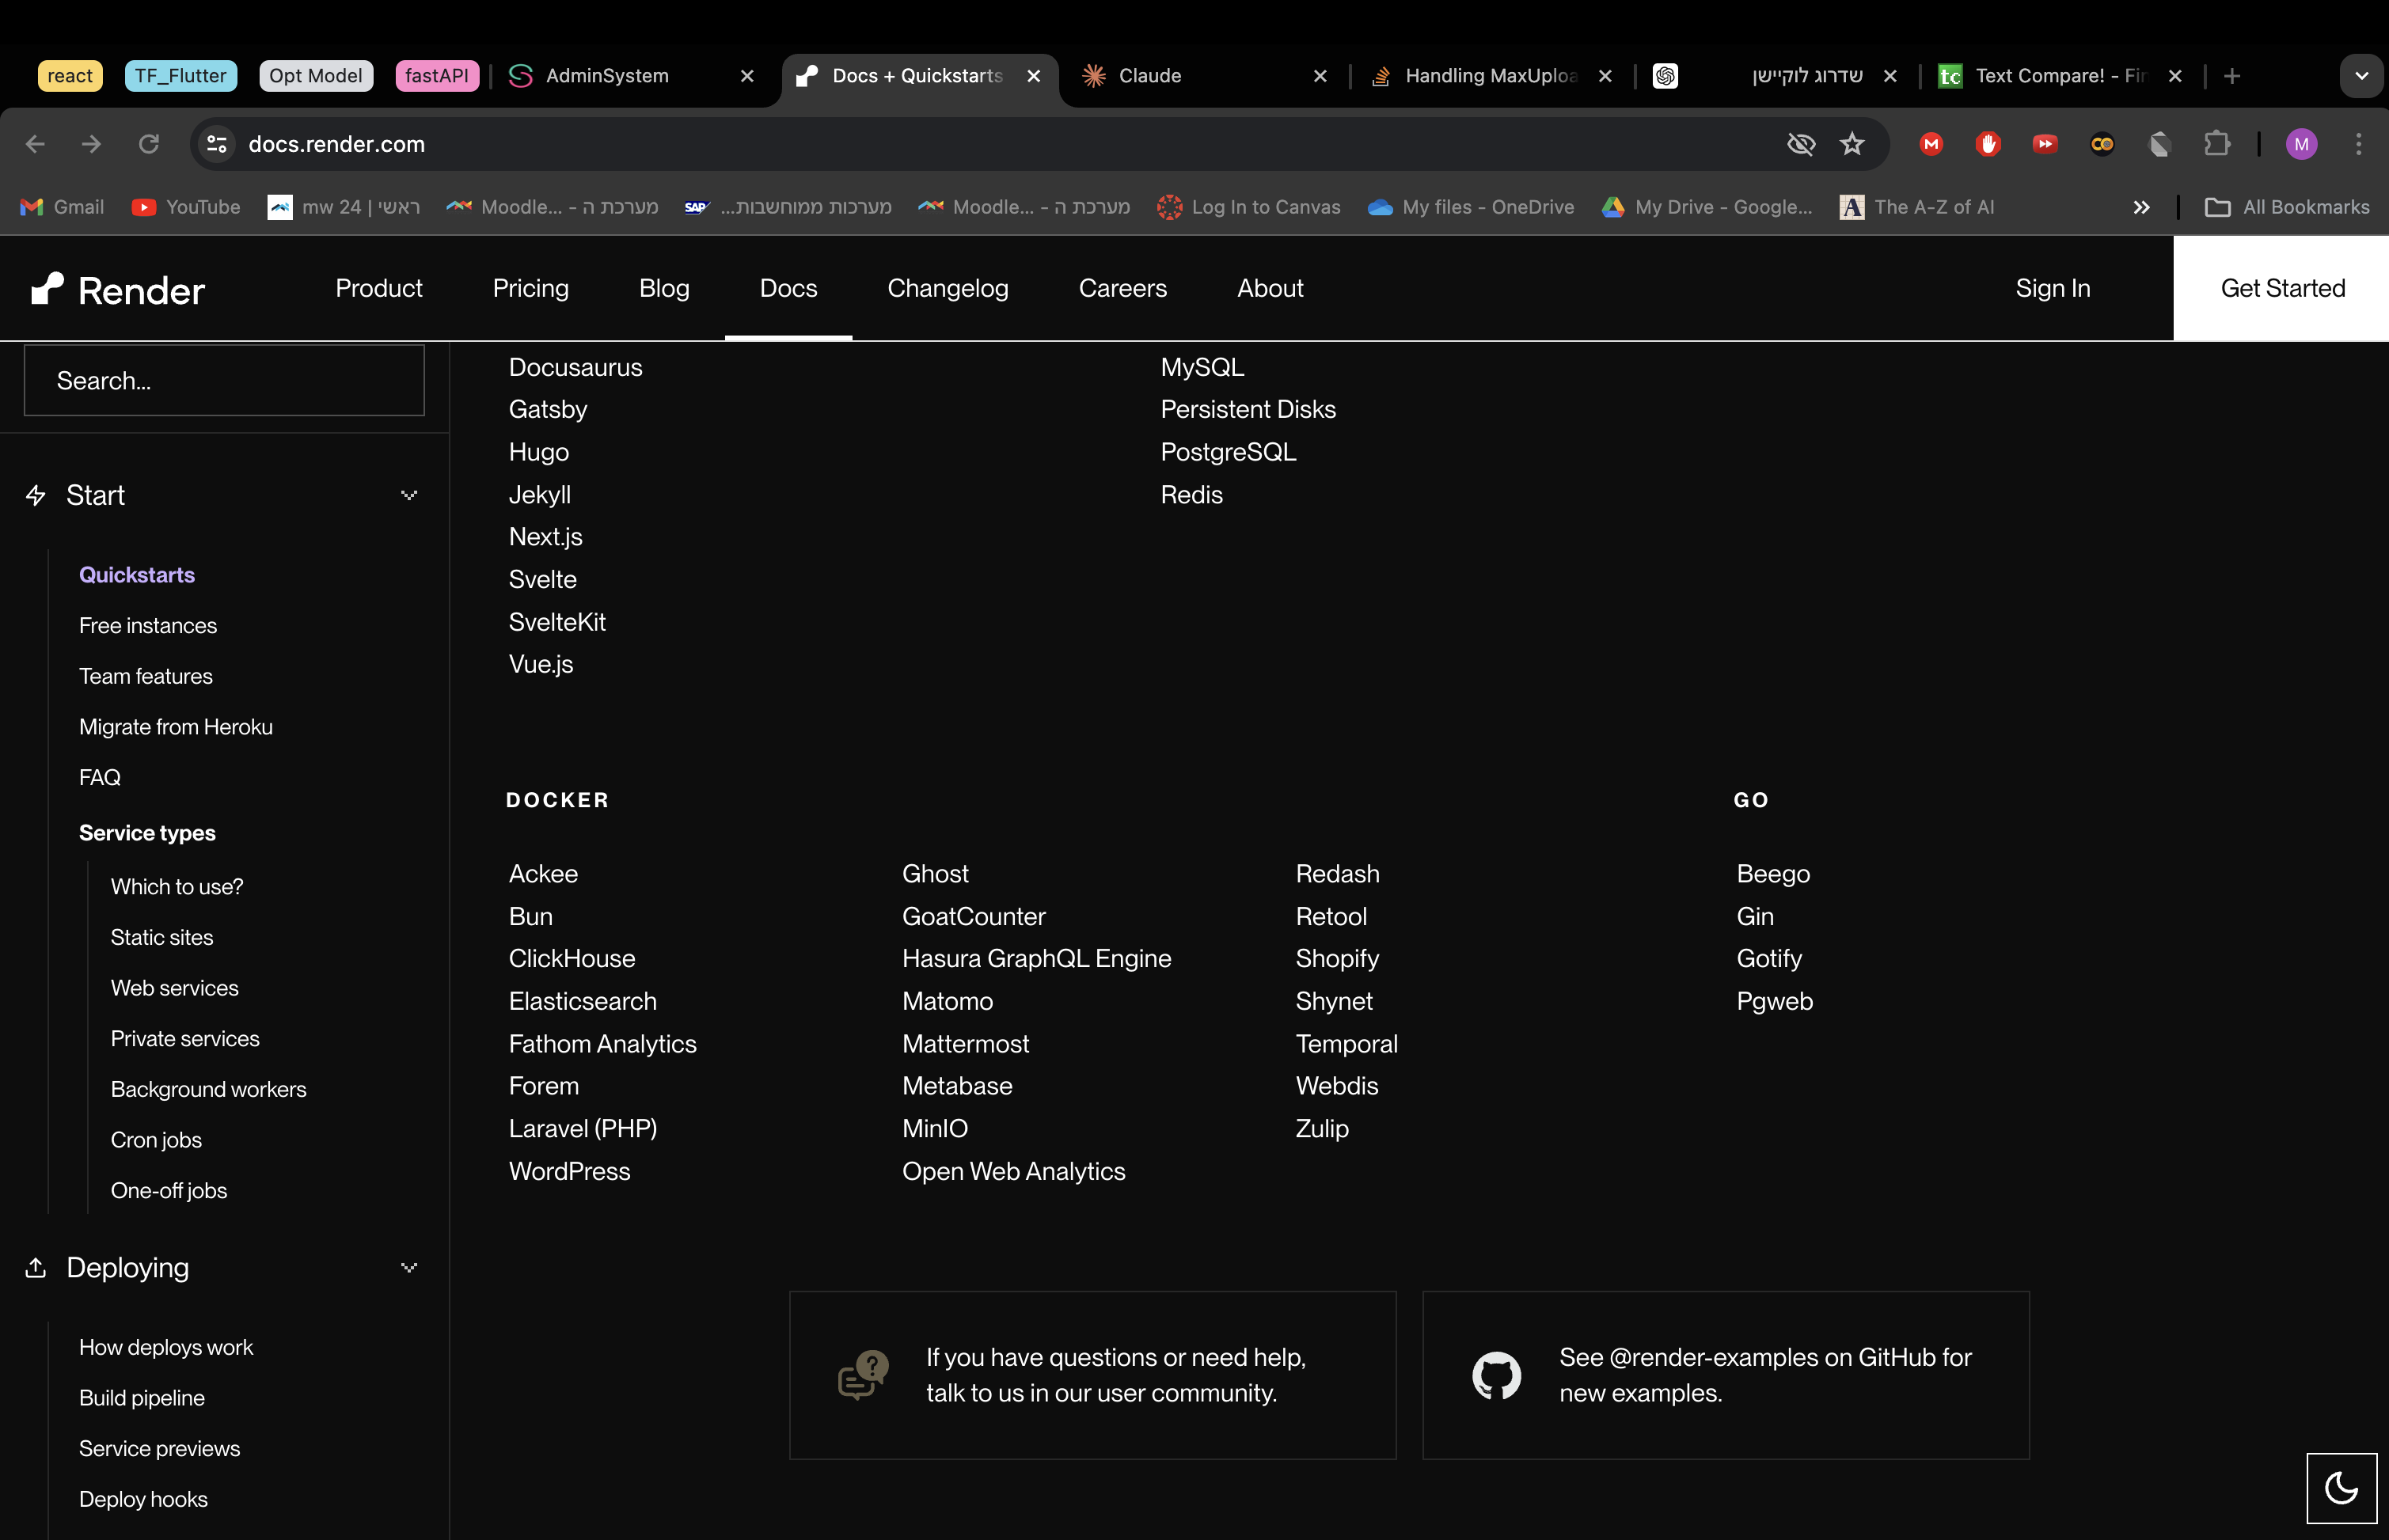 react
TF_Flutter
Opt Model
fastAPI
AdminSystem
Docs + Quickstarts
Claude
Handling MaxUploa
שדרוג לוקיישן
Text Compare! - Fin
docs.render.com
M
Gmail
YouTube
ראשי | mw 24
Moodle... - מערכת ה
מערכות ממוחשבות...
Moodle... - מערכת ה
Log In to Canvas
My files - OneDrive
My Drive - Google...
The A-Z of AI
All Bookmarks
Render
Product
Pricing
Blog
Docs
Changelog
Careers
About
Sign In
Get Started
Search...
Start
Quickstarts
Free instances
Team features
Migrate from Heroku
FAQ
Service types
Which to use?
Static sites
Web services
Private services
Background workers
Cron jobs
One-off jobs
Deploying
How deploys work
Build pipeline
Service previews
Deploy hooks
Docusaurus
Gatsby
Hugo
Jekyll
Next.js
Svelte
SvelteKit
Vue.js
MySQL
Persistent Disks
PostgreSQL
Redis
DOCKER
Ackee
Bun
ClickHouse
Elasticsearch
Fathom Analytics
Forem
Laravel (PHP)
WordPress
Ghost
GoatCounter
Hasura GraphQL Engine
Matomo
Mattermost
Metabase
MinIO
Open Web Analytics
Redash
Retool
Shopify
Shynet
Temporal
Webdis
Zulip
GO
Beego
Gin
Gotify
Pgweb
If you have questions or need help,
talk to us in our user community.
See @render-examples on GitHub for
new examples.